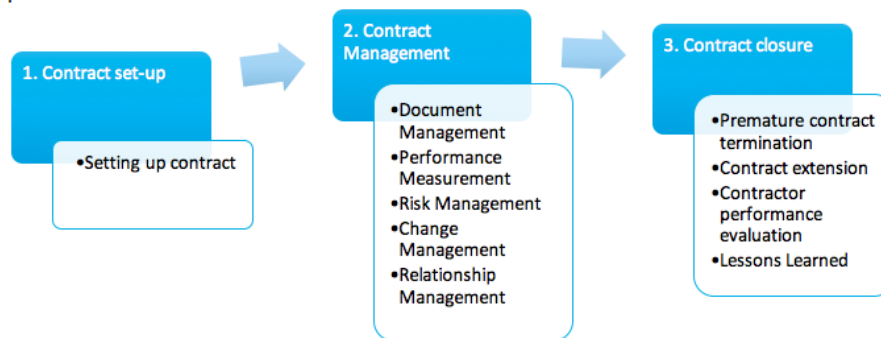 1. Contract set-up
•Setting up contract
2. Contract
Management
•Document
Management
•Performance
Measurement
•Risk Management
•Change
Management
•Relationship
Management
3. Contract closure
•Premature contract
termination
•Contract extension
•Contractor
performance
evaluation
•Lessons Learned